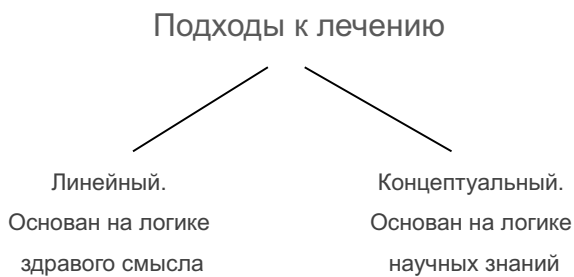 Подходы к лечению
Линейный.
Основан на логике
здравого смысла
Концептуальный.
Основан на логике
научных знаний